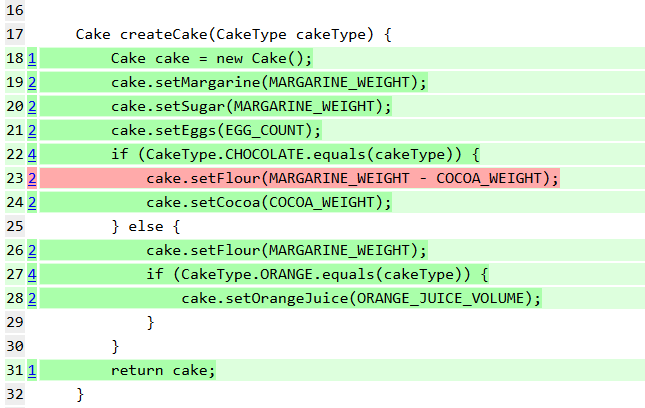 16
17 Cake createCake(CakeType cakeType) {
18 1 Cake cake = new Cake();
19 2 cake.setMargarine(MARGARINE_WEIGHT);
20 2 cake.setSugar(MARGARINE_WEIGHT);
21 2 cake.setEggs(EGG_COUNT);
22 4 if (CakeType.CHOCOLATE.equals(cakeType)) {
23 2 cake.setFlour(MARGARINE_WEIGHT - COCOA_WEIGHT);
24 2 cake.setCocoa(COCOA_WEIGHT);
25 } else {
26 2 cake.setFlour(MARGARINE_WEIGHT);
27 4 if (CakeType.ORANGE.equals(cakeType)) {
28 2 cake.setOrangeJuice(ORANGE_JUICE_VOLUME);
29 }
30 }
31 1 return cake;
32 }